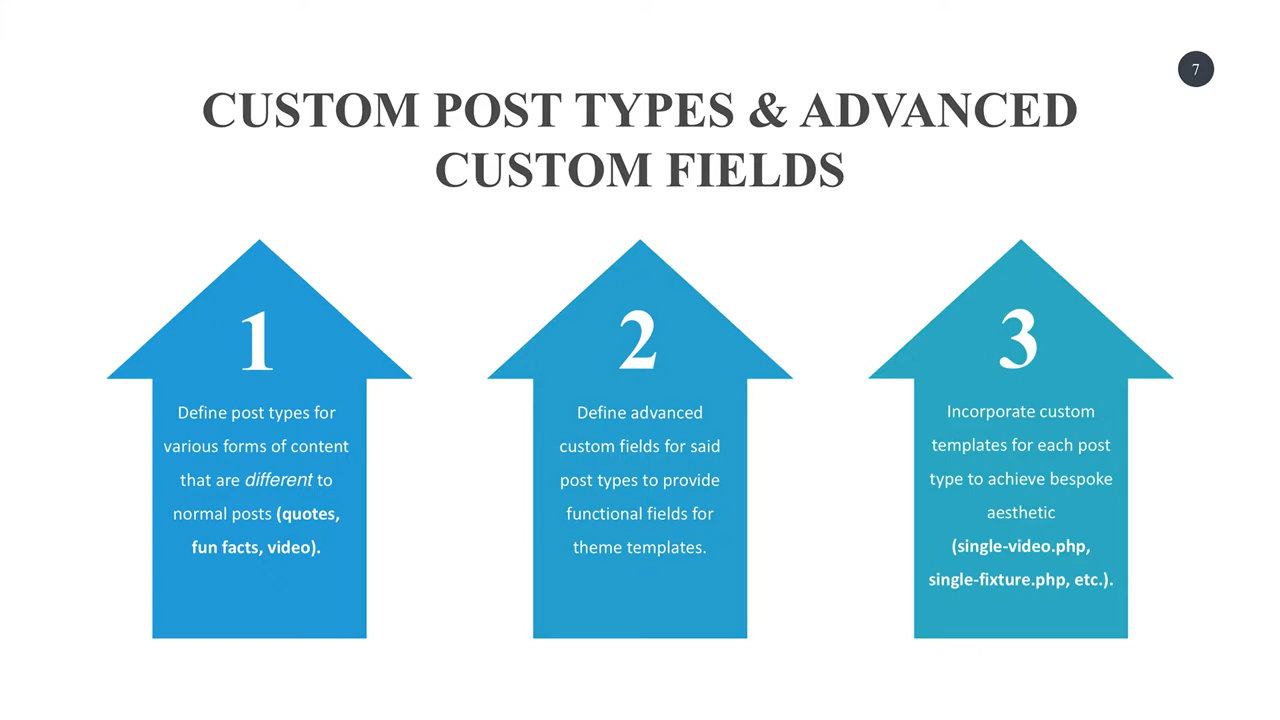 7
CUSTOM POST TYPES & ADVANCED
CUSTOM FIELDS
1
Define post types for
various forms of content
that are different to
normal posts (quotes,
fun facts, video).
2
Define advanced
custom fields for said
post types to provide
functional fields for
theme templates.
3
Incorporate custom
templates for each post
type to achieve bespoke
aesthetic
(single-video.php,
single-fixture.php, etc.).